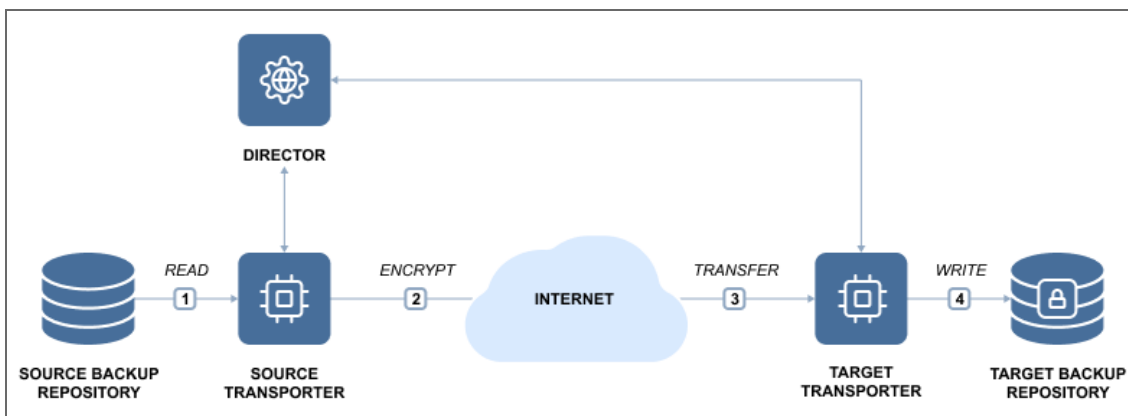 DIRECTOR
READ
ENCRYPT
TRANSFER
WRITE
1
2
INTERNET
3
4
SOURCE BACKUP
REPOSITORY
SOURCE
TRANSPORTER
TARGET
TRANSPORTER
TARGET BACKUP
REPOSITORY